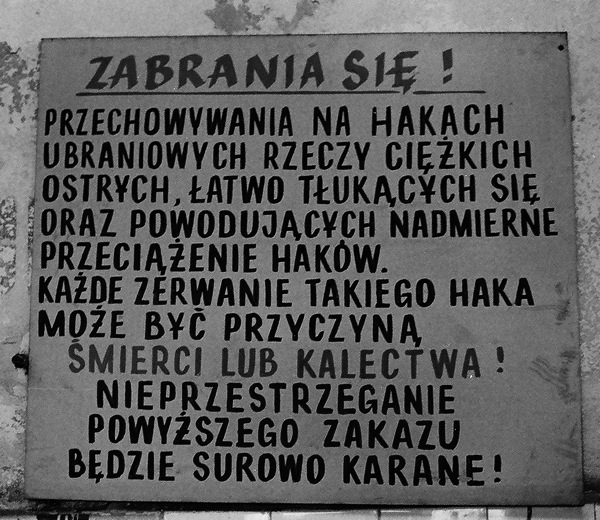 ZABRANIA SIĘ !
PRZECHOWYWANIA NA HAKACH
UBRANIOWYCH RZECZY CIĘŻKICH
OSTRYCH, ŁATWO TŁUKĄCYCH SIĘ
ORAZ POWODUJĄCYCH NADMIERNE
PRZECIĄŻENIE HAKÓW.
KAŻDE ZERWANIE TAKIEGO HAKA
MOŻE BYĆ PRZYCZYNĄ
ŚMIERCI LUB KALECTWA !
NIEPRZESTRZEGANIE
POWYŻSZEGO ZAKAZU
BĘDZIE SUROWO KARANE!